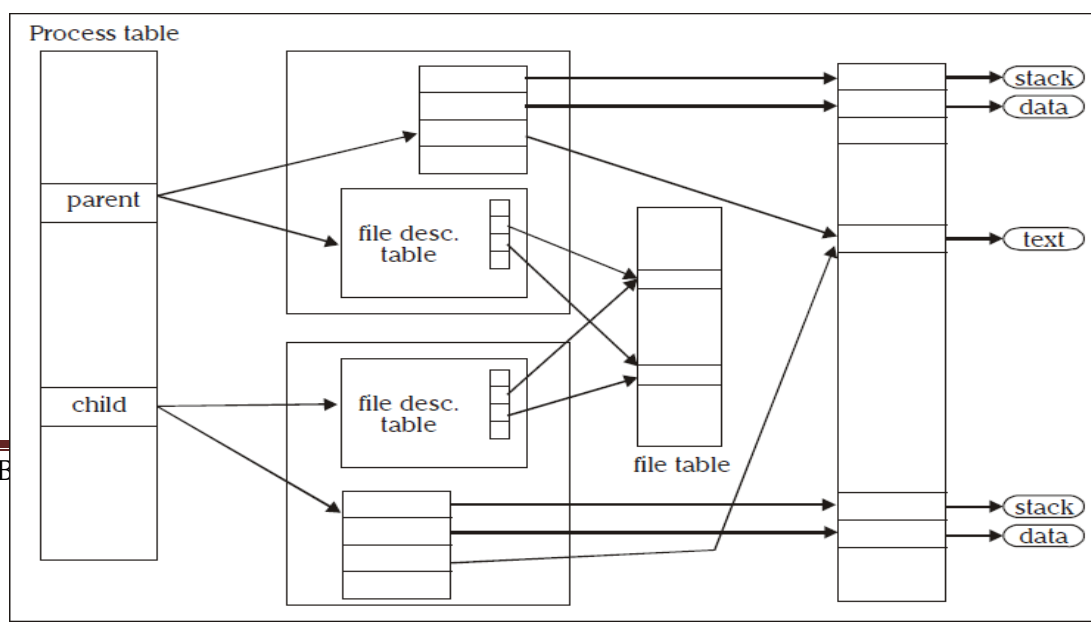 Process table
stack
data
parent
file desc.
table
text
file desc.
table
child
file table
B
stack
data